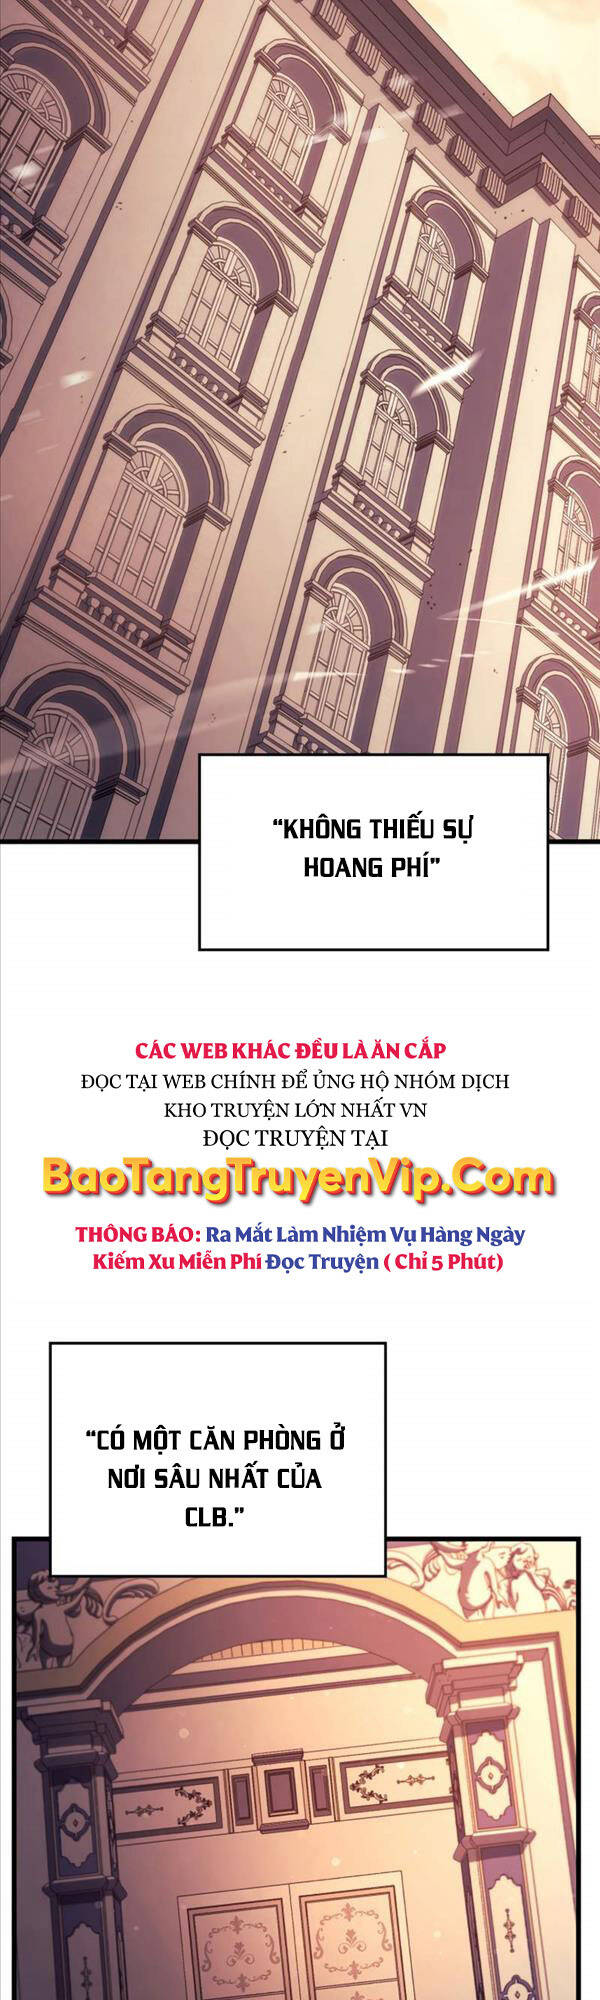 “KHÔNG THIẾU SỰ
HOANG PHÍ”
CÁC WEB KHÁC ĐỀU LÀ ĂN CẮP
ĐỌC TẠI WEB CHÍNH ĐỂ ỦNG HỘ NHÓM DỊCH
KHO TRUYỆN LỚN NHẤT VN
ĐỌC TRUYỆN TẠI
BaoTangTruyenVip.Com
THÔNG BÁO: Ra Mắt Làm Nhiệm Vụ Hàng Ngày
Kiếm Xu Miễn Phí Đọc Truyện ( Chỉ 5 Phút)
“CÓ MỘT CĂN PHÒNG Ở
NƠI SÂU NHẤT CỦA
CLB.”